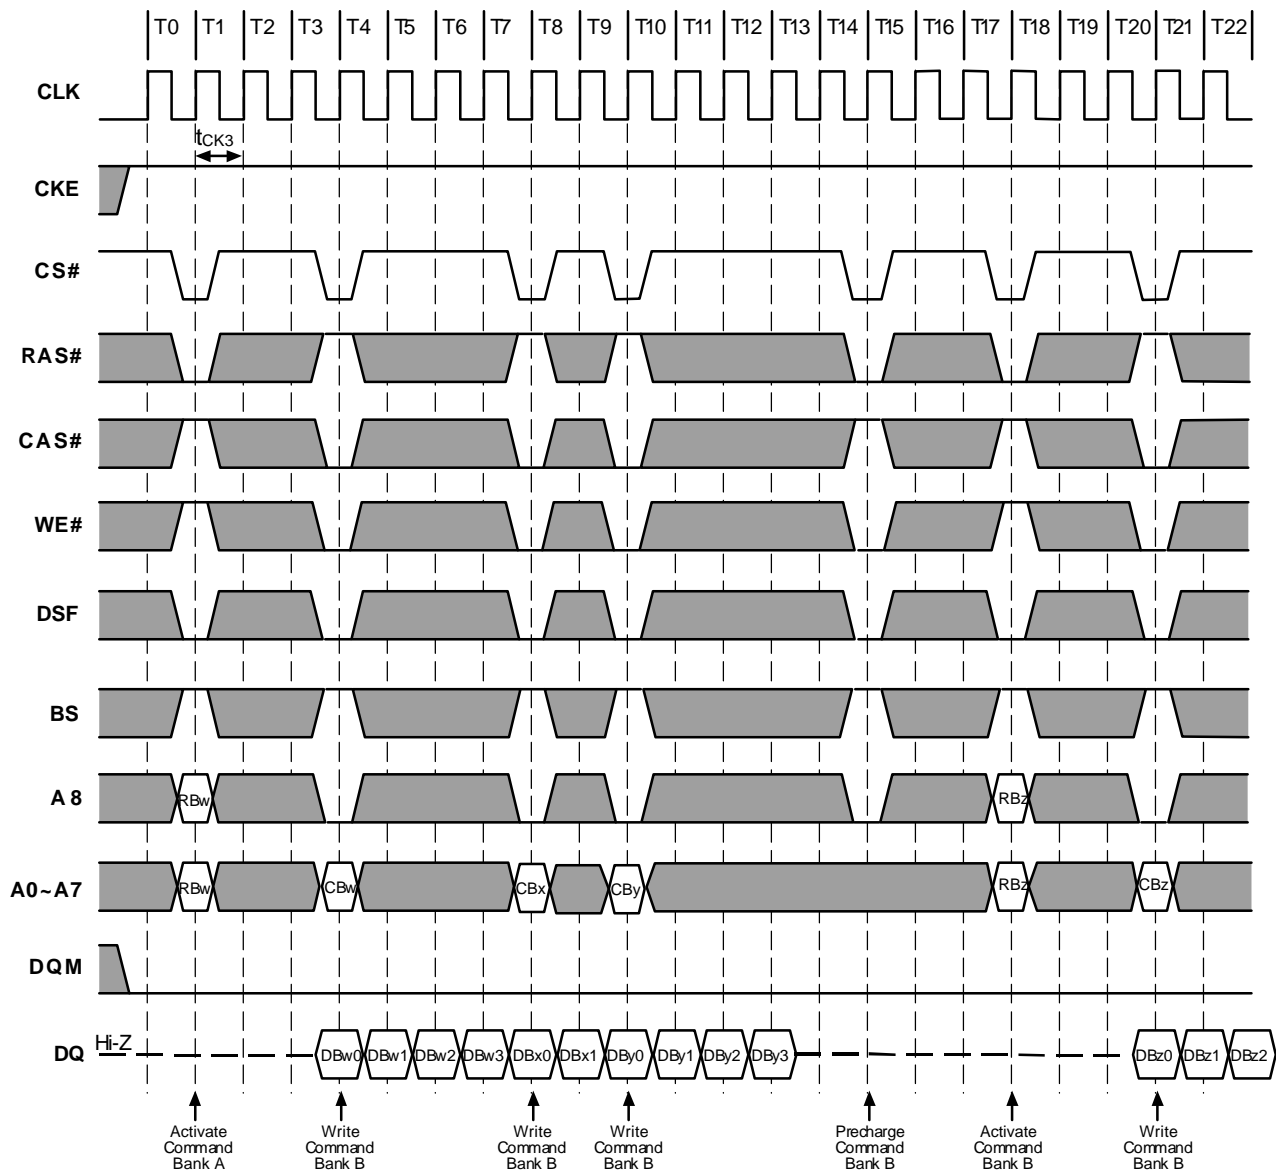 T0 T1 T2 T3 T4 T5 T6 T7 T8 T9 T10 T11 T12 T13 T14 T15 T16 T17 T18 T19 T20 T21 T22
CLK
tCK3
CKE
CS#
RAS#
CAS#
WE#
DSF
BS
A8 RBw RBz
A0~A7 RBw CBw CBx CBy RBz CBz
DQM
DQ Hi-Z DBw0 DBw1 DBw2 DBw3 DBx0 DBx1 DBy0 DBy1 DBy2 DBy3 DBz0 DBz1 DBz2
Activate Write Write Write Precharge Activate Write
Command Command Command Command Command Command Command
Bank A Bank B Bank B Bank B Bank B Bank B Bank B